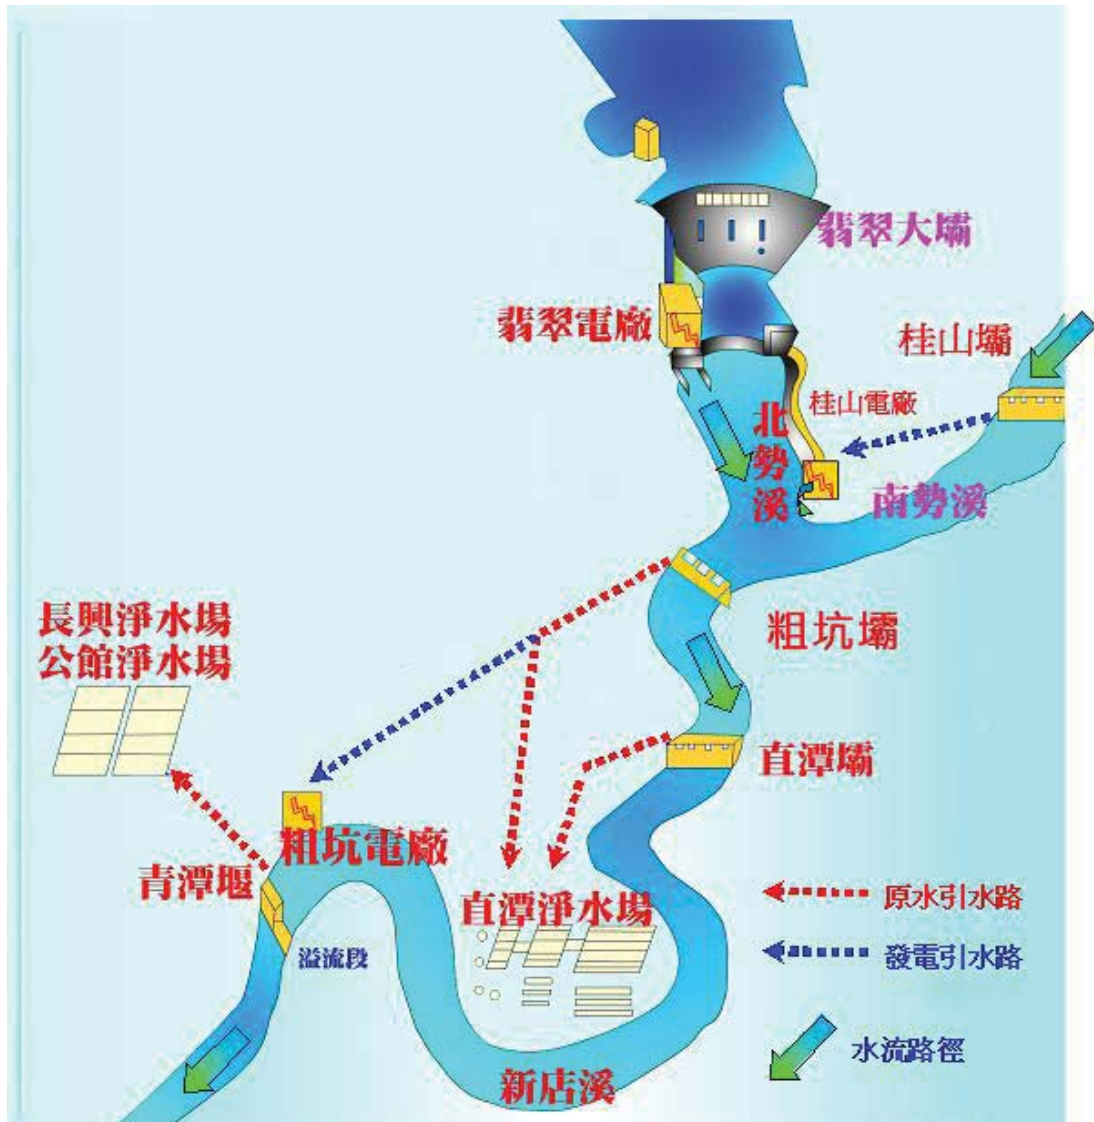 翡翠大壩
翡翠電廠
桂山壩
桂山電廠
北勢溪
南勢溪
粗坑壩
長興淨水場
公館淨水場
直潭壩
粗坑電廠
青潭堰
直潭淨水場
溢流段
原水引水路
發電引水路
水流路徑
新店溪